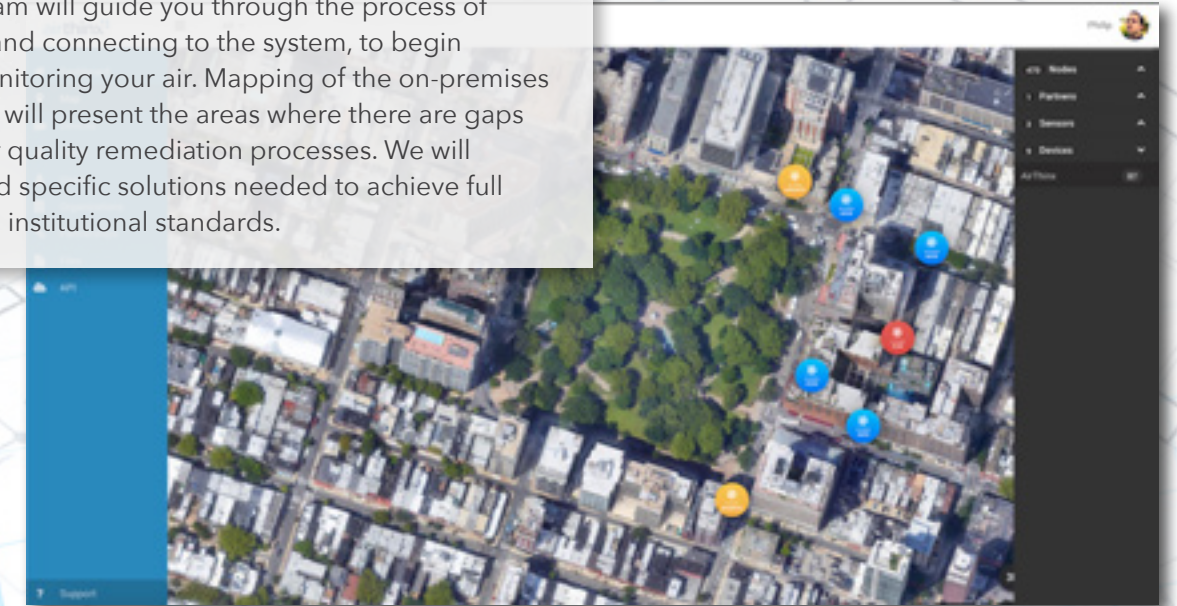 am will guide you through the process of
and connecting to the system, to begin
nitoring your air. Mapping of the on-premises
will present the areas where there are gaps
quality remediation processes. We will
d specific solutions needed to achieve full
institutional standards.
Philip
Nodes
Partners
Sensors
Devices
AirThinx
API
? Support